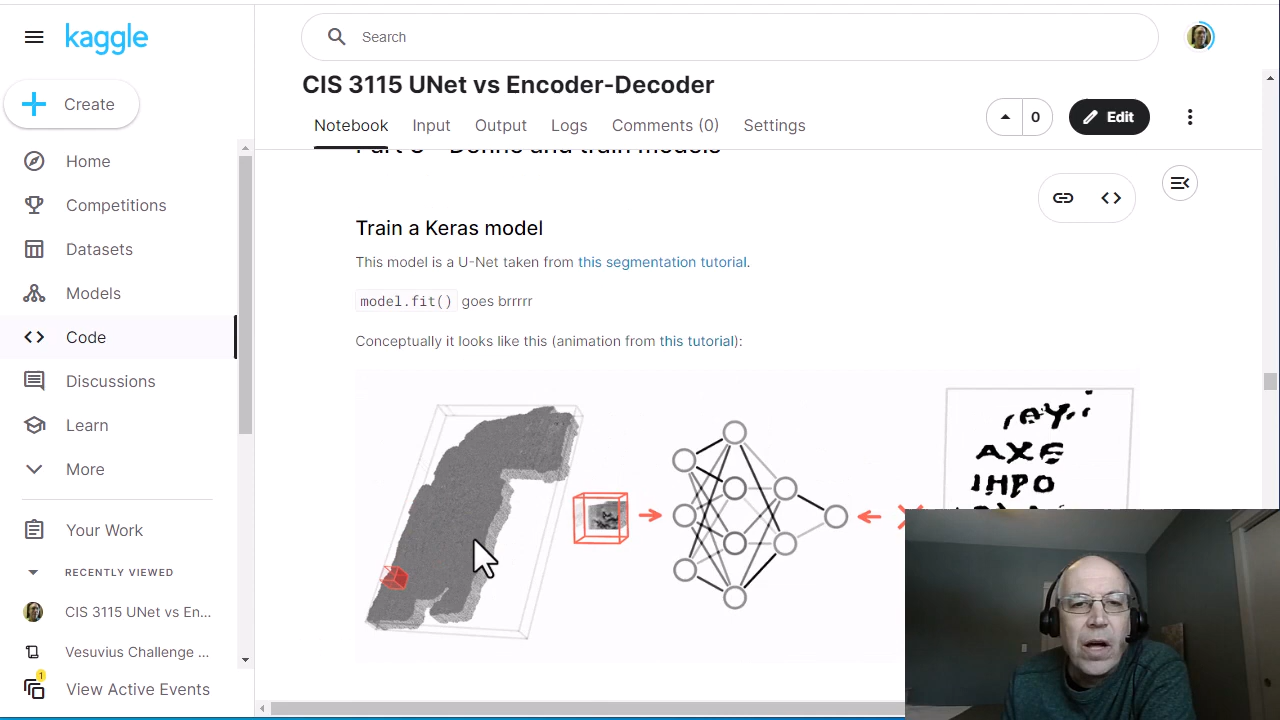 kaggle
Search
CIS 3115 UNet vs Encoder-Decoder
Create
Notebook
Input
Output
Logs
Comments (0)
Settings
0
Edit
Home
Competitions
Datasets
Models
Code
Discussions
Learn
More
Your Work
RECENTLY VIEWED
CIS 3115 UNet vs En...
Vesuvius Challenge ...
1
View Active Events
Train a Keras model
This model is a U-Net taken from this segmentation tutorial.
model.fit() goes brrrrr
Conceptually it looks like this (animation from this tutorial):